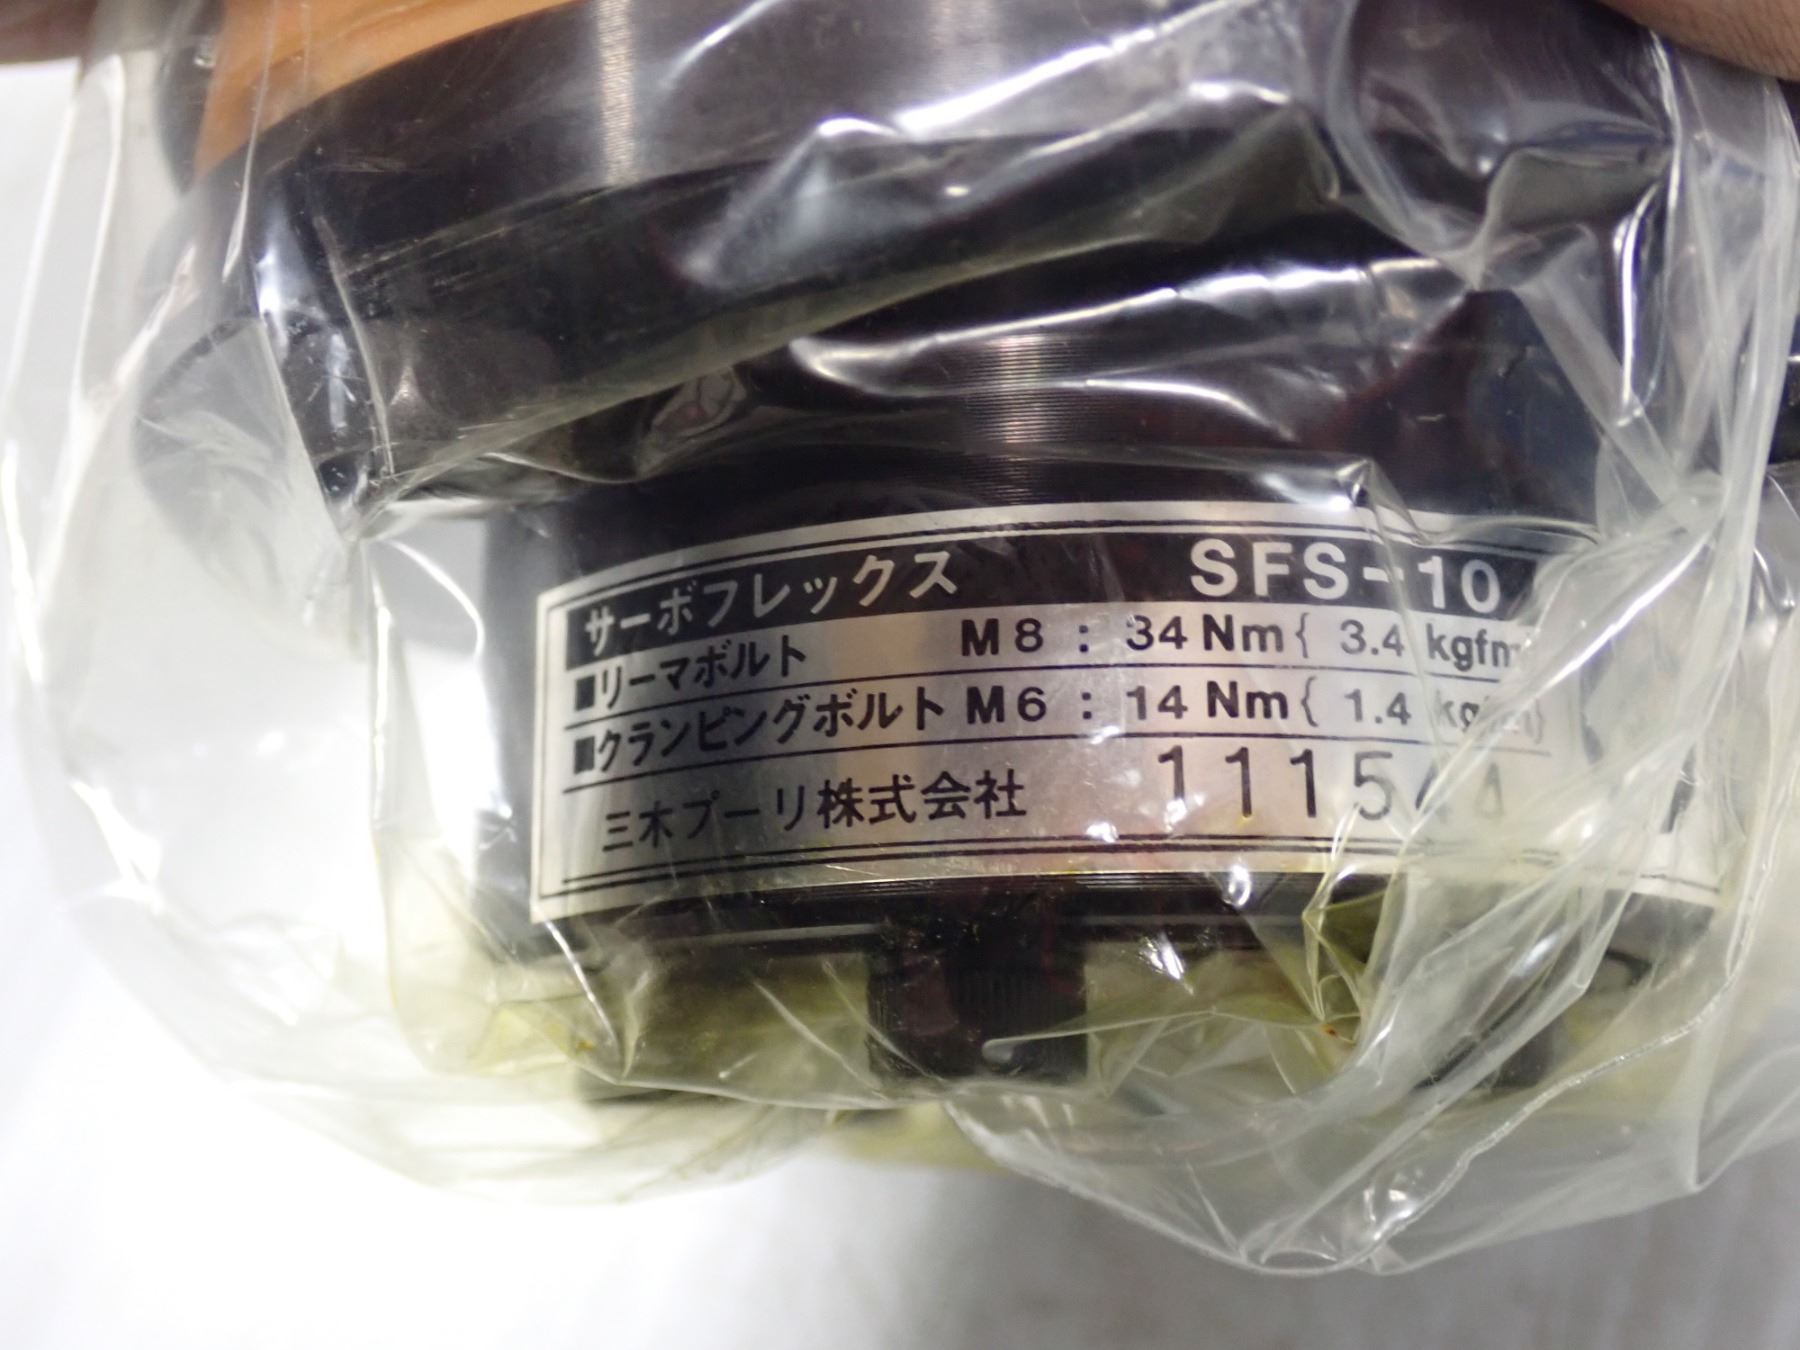 サーボフレックス SFS-10
■リーマボルト M8 : 34 Nm { 3.4 kgfm
■クランピングボルト M6 : 14 Nm { 1.4 kgfm}
三木プーリ株式会社 111544